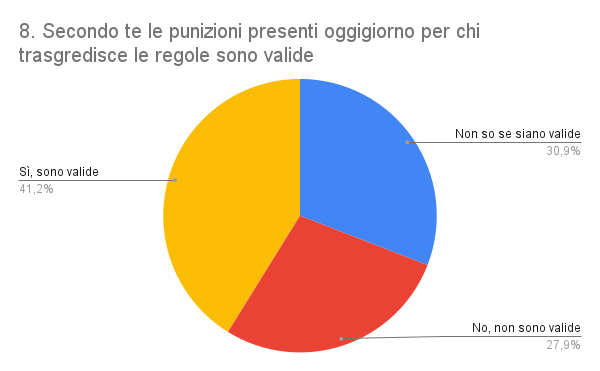 8. Secondo te le punizioni presenti oggigiorno per chi
trasgredisce le regole sono valide
Non so se siano valide
30,9%
Sì, sono valide
41,2%
No, non sono valide
27,9%